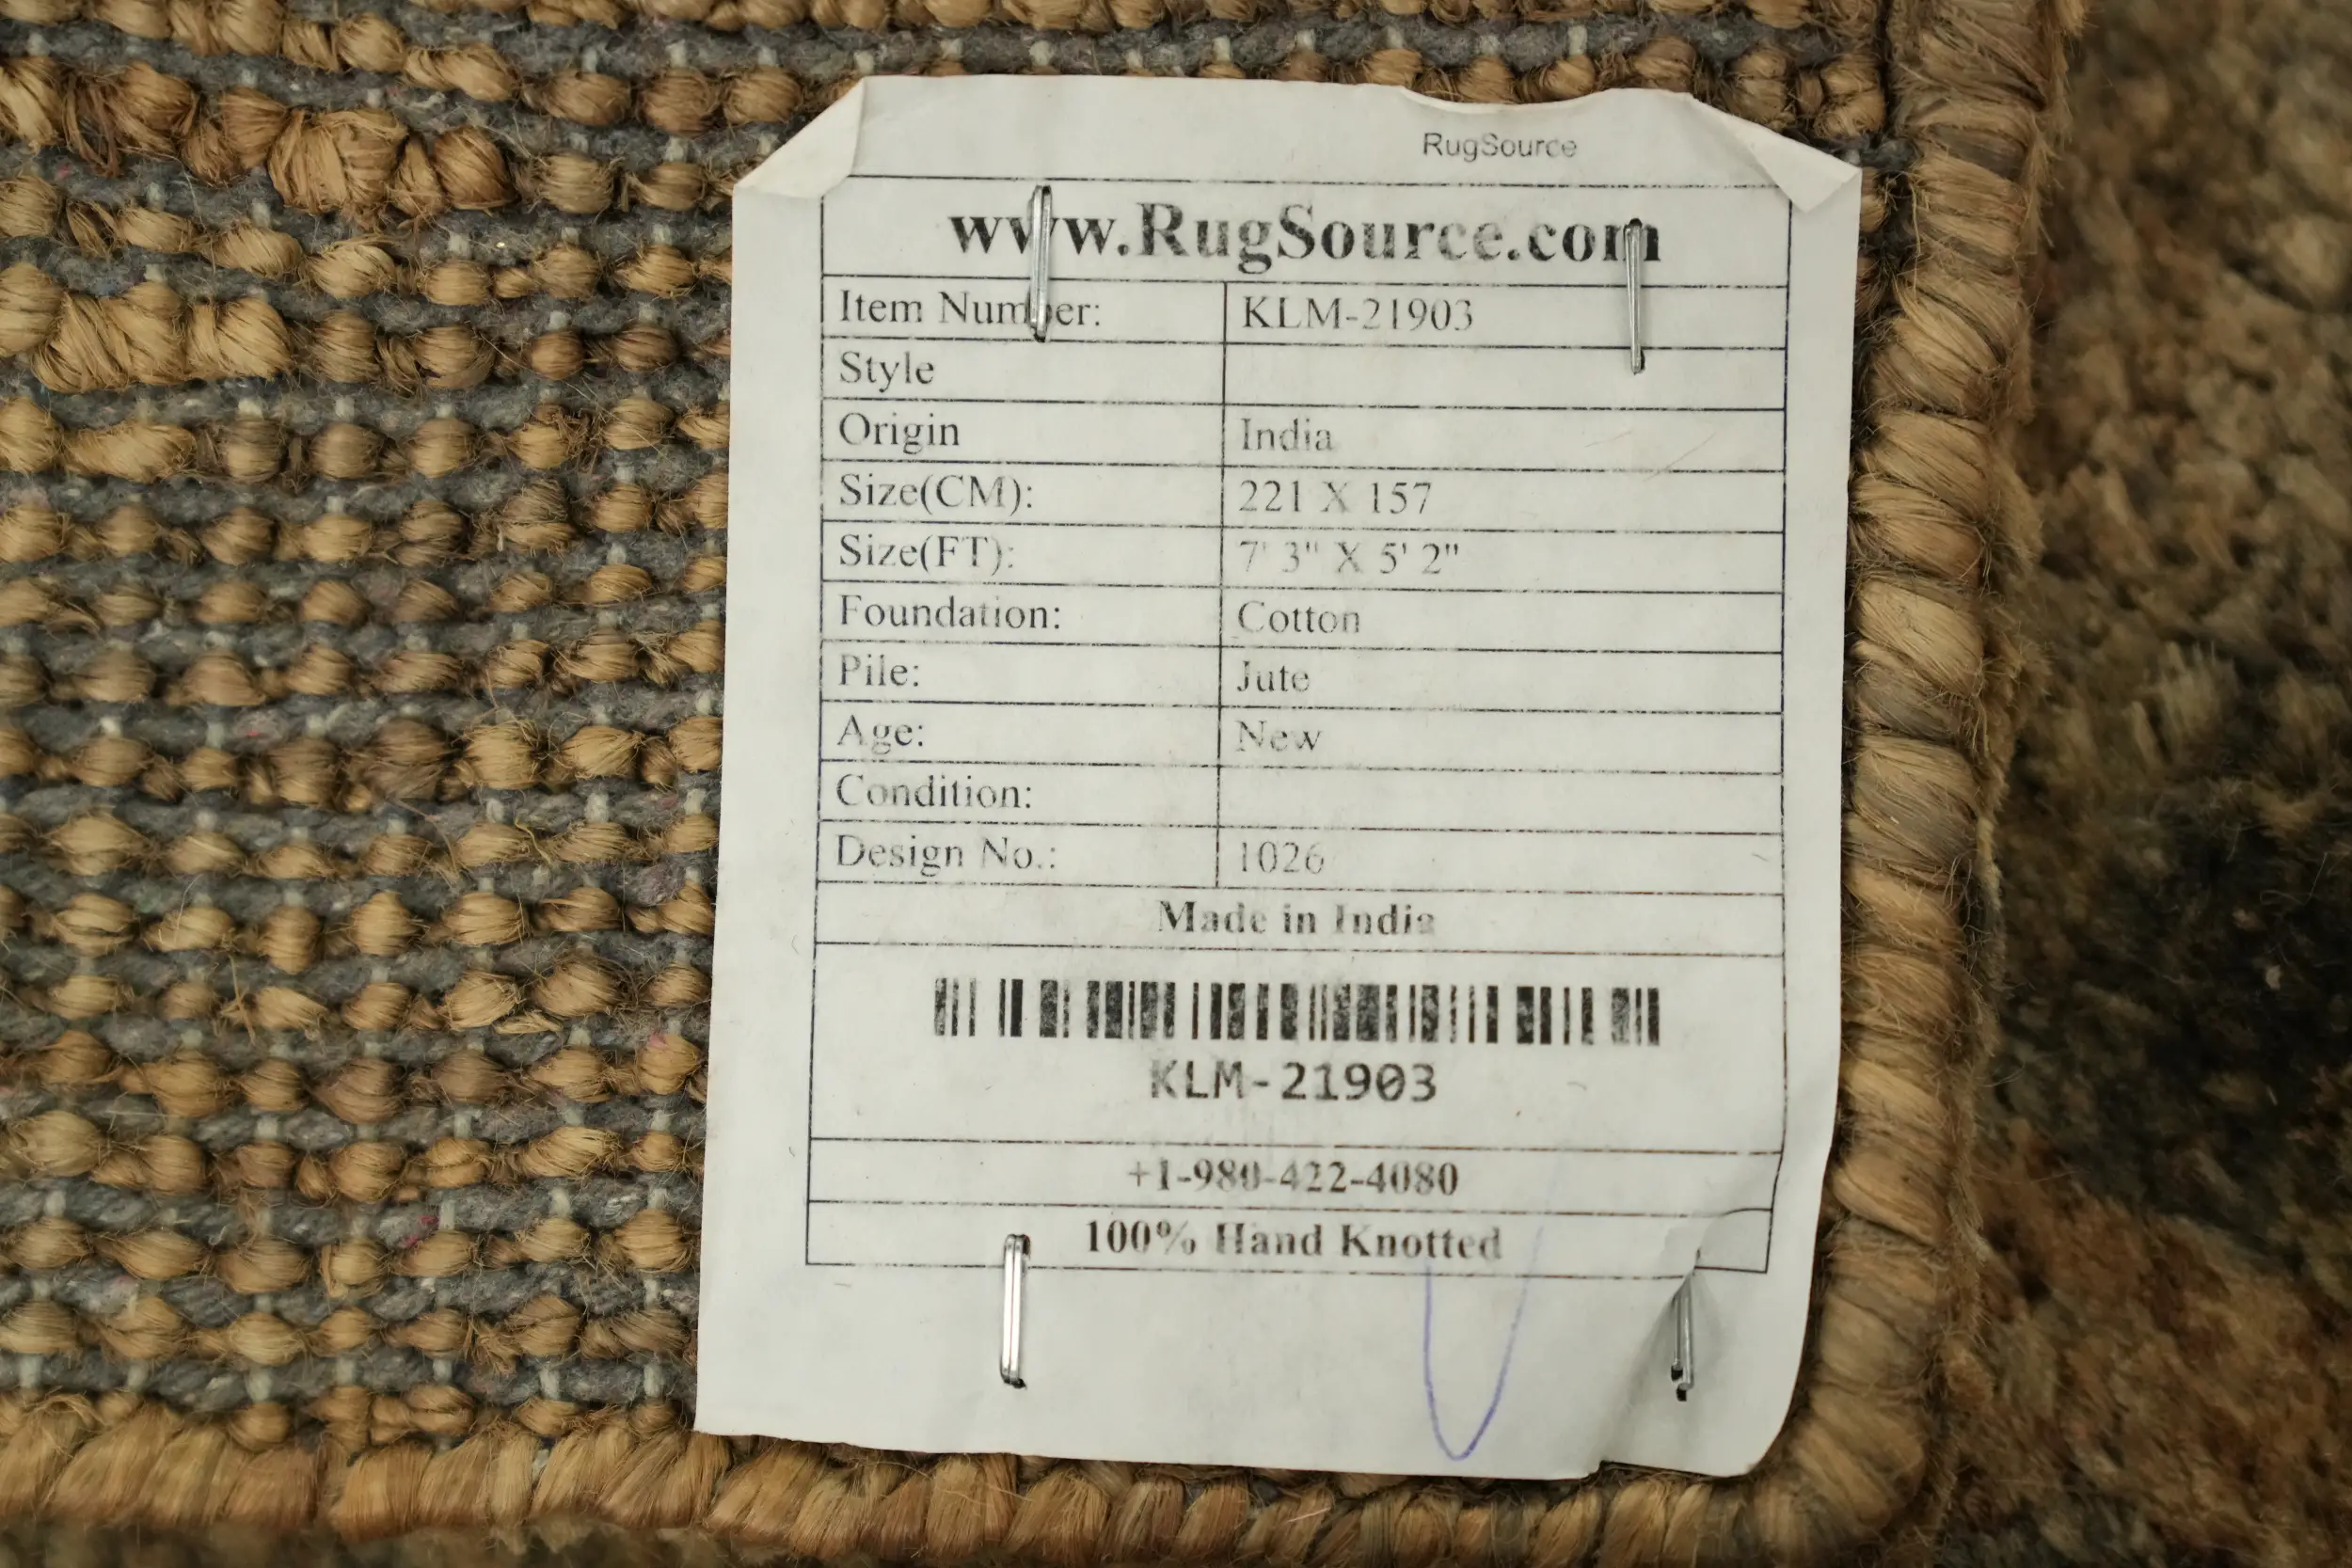 RugSource
www.RugSource.com
Item Number: KLM-21903
Style
Origin India
Size(CM): 221 X 157
Size(FT): 7' 3" X 5' 2"
Foundation: Cotton
Pile: Jute
Age: New
Condition:
Design No.: 1026
Made in India
KLM-21903
+1-980-422-4080
100% Hand Knotted